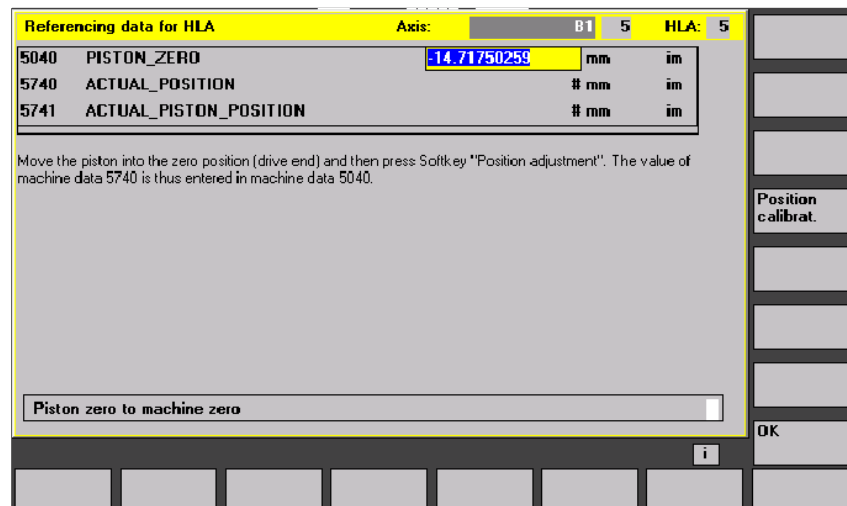 Referencing data for HLA Axis: B1 5 HLA: 5
5040 PISTON_ZERO -14.71750259 mm im
5740 ACTUAL_POSITION # mm im
5741 ACTUAL_PISTON_POSITION # mm im
Move the piston into the zero position (drive end) and then press Softkey "Position adjustment". The value of
machine data 5740 is thus entered in machine data 5040.
Position
calibrat.
Piston zero to machine zero
OK
i